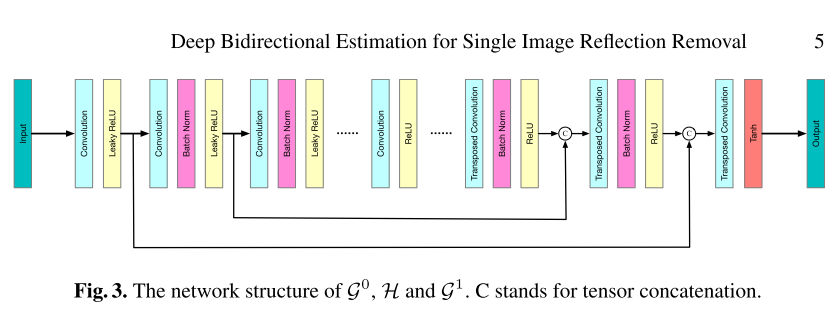 Deep Bidirectional Estimation for Single Image Reflection Removal 5
Input
Convolution
Leaky ReLU
Convolution
Batch Norm
Leaky ReLU
Convolution
Batch Norm
Leaky ReLU
......
Convolution
ReLU
......
Transposed Convolution
Batch Norm
ReLU
C
Transposed Convolution
Batch Norm
ReLU
C
Transposed Convolution
Tanh
Output
Fig. 3. The network structure of 𝒢⁰, ℋ and 𝒢¹. C stands for tensor concatenation.